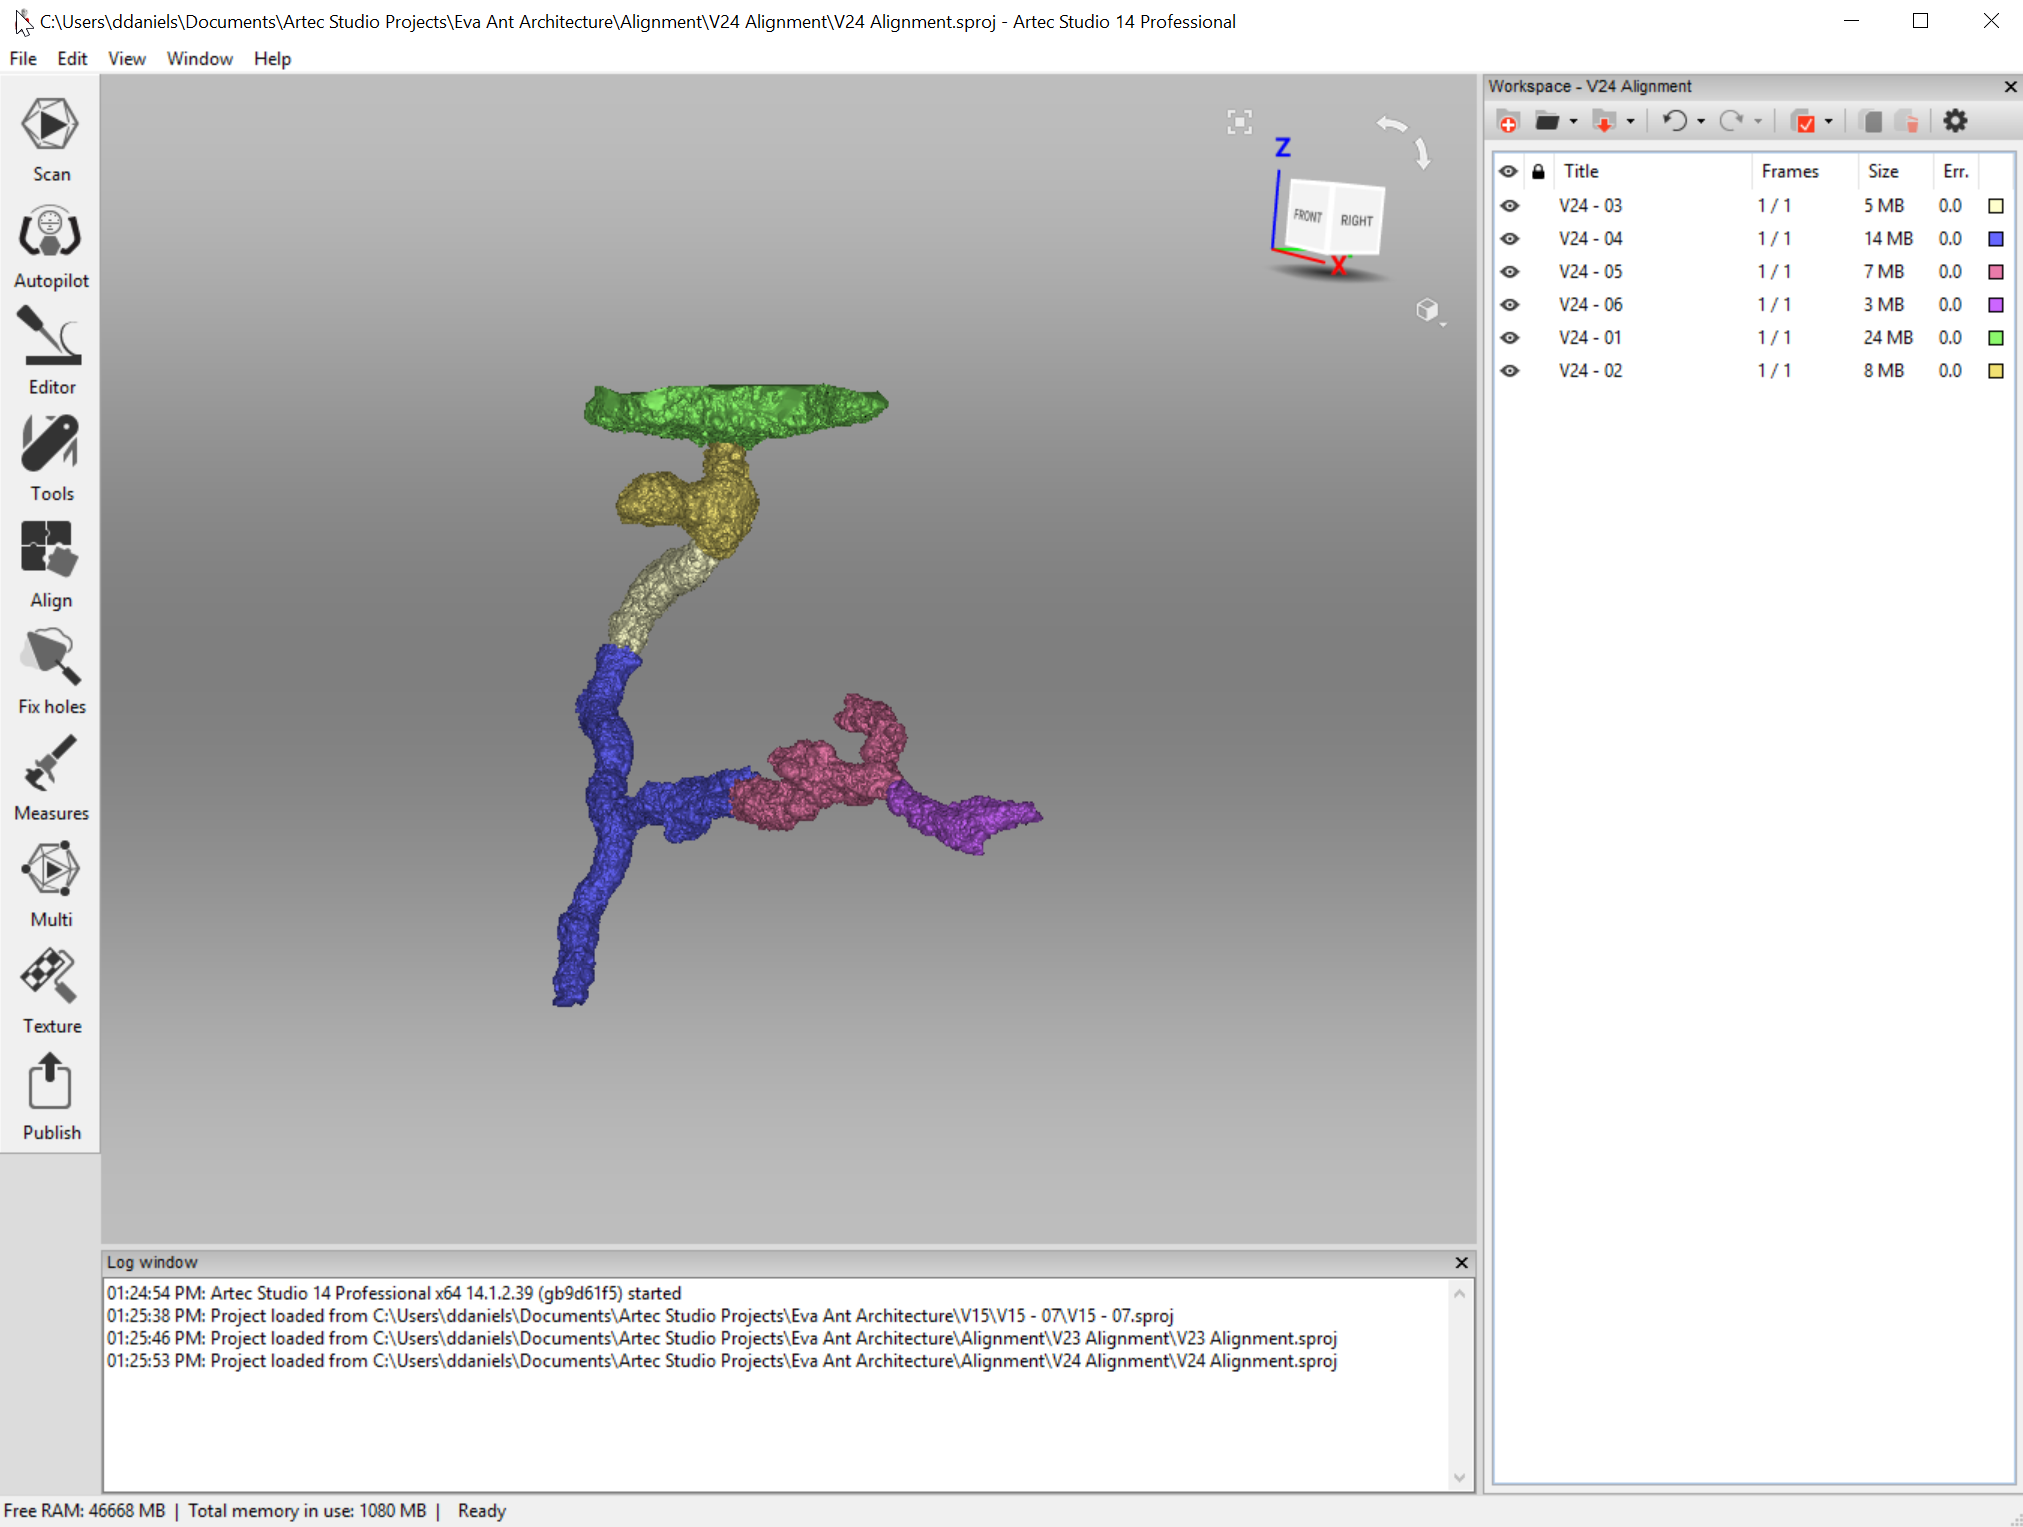 C:\Users\ddaniels\Documents\Artec Studio Projects\Eva Ant Architecture\Alignment\V24 Alignment\V24 Alignment.sproj - Artec Studio 14 Professional
File Edit View Window Help
Scan
Autopilot
Editor
Tools
Align
Fix holes
Measures
Multi
Texture
Publish
Z
FRONT RIGHT
X
Workspace - V24 Alignment
Title Frames Size Err.
V24 - 03 1 / 1 5 MB 0.0
V24 - 04 1 / 1 14 MB 0.0
V24 - 05 1 / 1 7 MB 0.0
V24 - 06 1 / 1 3 MB 0.0
V24 - 01 1 / 1 24 MB 0.0
V24 - 02 1 / 1 8 MB 0.0
Log window
01:24:54 PM: Artec Studio 14 Professional x64 14.1.2.39 (gb9d61f5) started
01:25:38 PM: Project loaded from C:\Users\ddaniels\Documents\Artec Studio Projects\Eva Ant Architecture\V15\V15 - 07\V15 - 07.sproj
01:25:46 PM: Project loaded from C:\Users\ddaniels\Documents\Artec Studio Projects\Eva Ant Architecture\Alignment\V23 Alignment\V23 Alignment.sproj
01:25:53 PM: Project loaded from C:\Users\ddaniels\Documents\Artec Studio Projects\Eva Ant Architecture\Alignment\V24 Alignment\V24 Alignment.sproj
Free RAM: 46668 MB | Total memory in use: 1080 MB | Ready